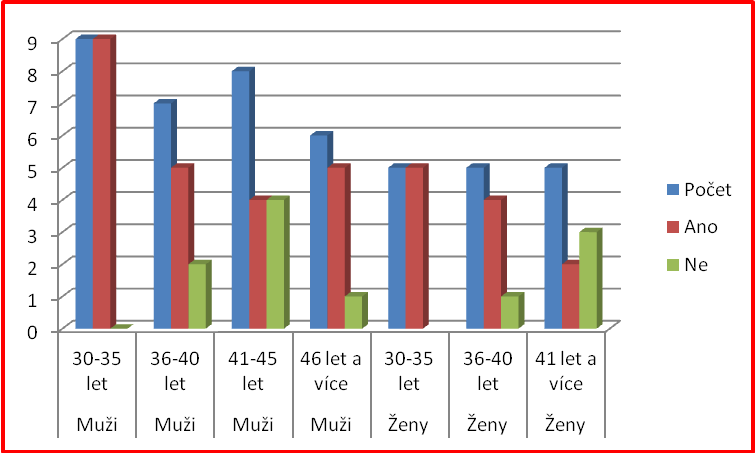 9
8
7
6
5
4
3
2
1
0
Počet
Ano
Ne
30-35 36-40 41-45 46 let a 30-35 36-40 41 let a
let let let více let let více
Muži Muži Muži Muži Ženy Ženy Ženy